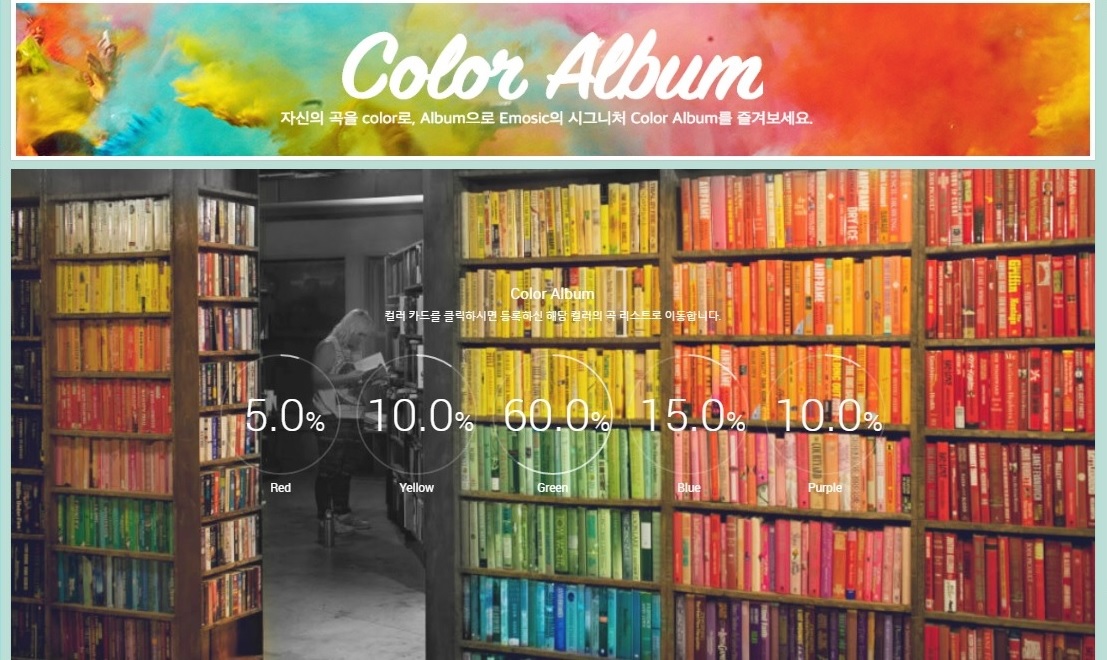 Color Album
자신의 곡을 color로, Album으로 Emosic의 시그니처 Color Album를 즐겨보세요.
Color Album
컬러 카드를 클릭하시면 등록하신 해당 컬러의 곡 리스트로 이동합니다.
5.0% 10.0% 60.0% 15.0% 10.0%
Red Yellow Green Blue Purple